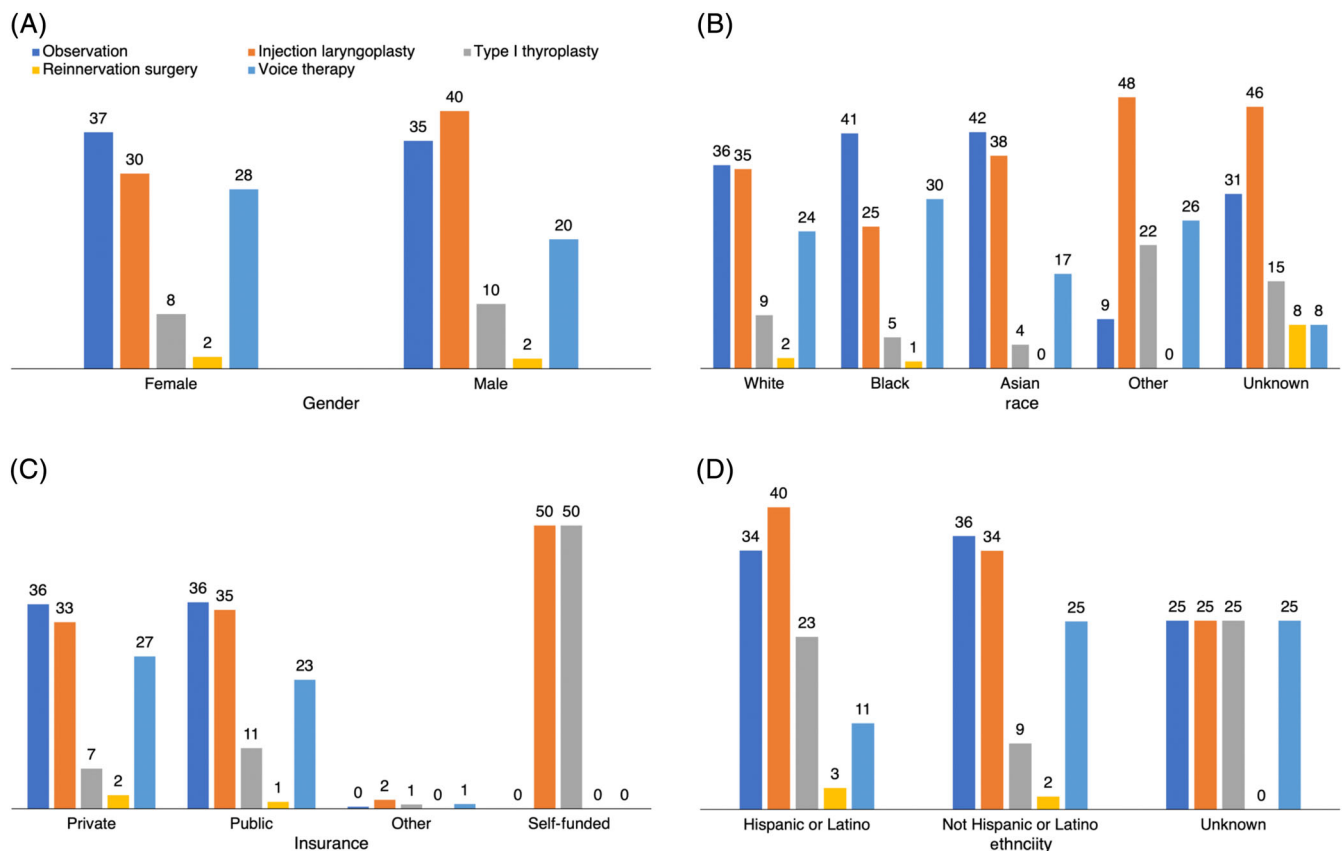 (A)
Observation Injection laryngoplasty Type I thyroplasty
Reinnervation surgery Voice therapy
37 30 8 2 28
35 40 10 2 20
Female Male
Gender
(B)
36 35 9 2 24
41 25 5 1 30
42 38 4 0 17
9 48 22 0 26
31 46 15 8 8
White Black Asian Other Unknown
race
(C)
36 33 7 2 27
36 35 11 1 23
0 2 1 0 1
0 50 50 0 0
Private Public Other Self-funded
Insurance
(D)
34 40 23 3 11
36 34 9 2 25
25 25 25 0 25
Hispanic or Latino Not Hispanic or Latino Unknown
ethnciity